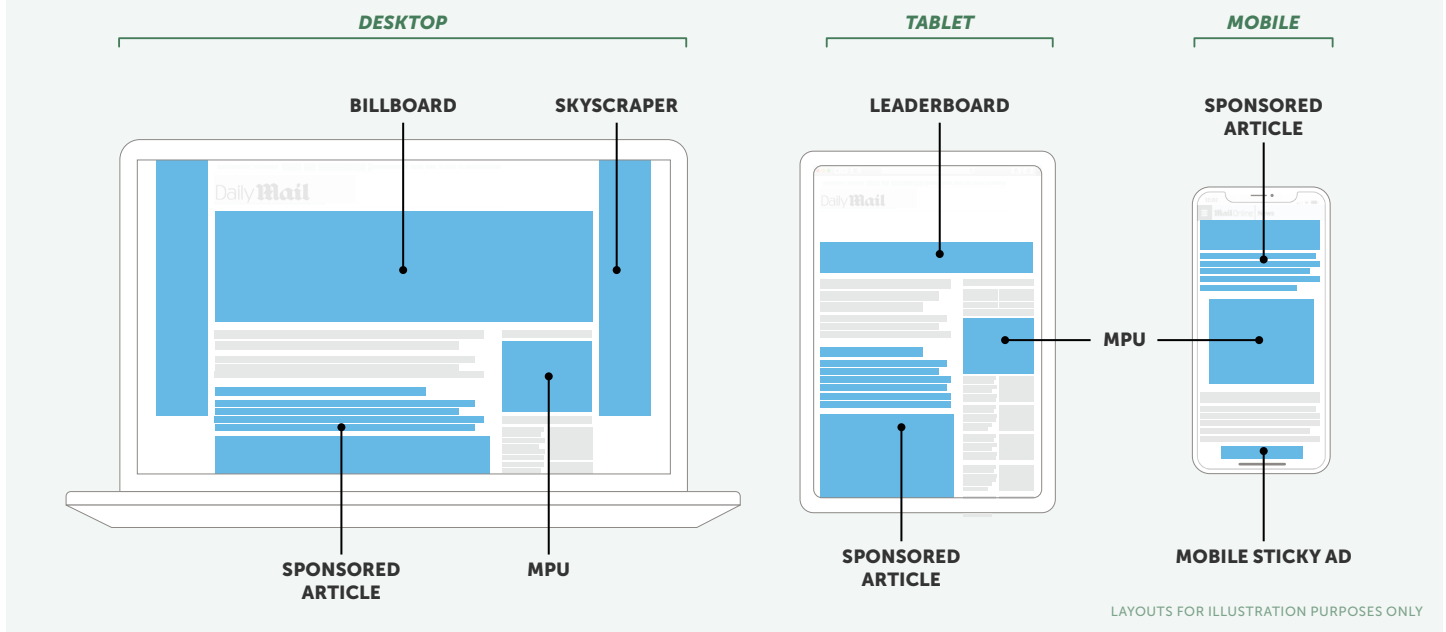 DESKTOP
TABLET
MOBILE
BILLBOARD
SKYSCRAPER
LEADERBOARD
SPONSORED
ARTICLE
Daily Mail
Daily Mail
MPU
SPONSORED
ARTICLE
MPU
SPONSORED
ARTICLE
MOBILE STICKY AD
LAYOUTS FOR ILLUSTRATION PURPOSES ONLY